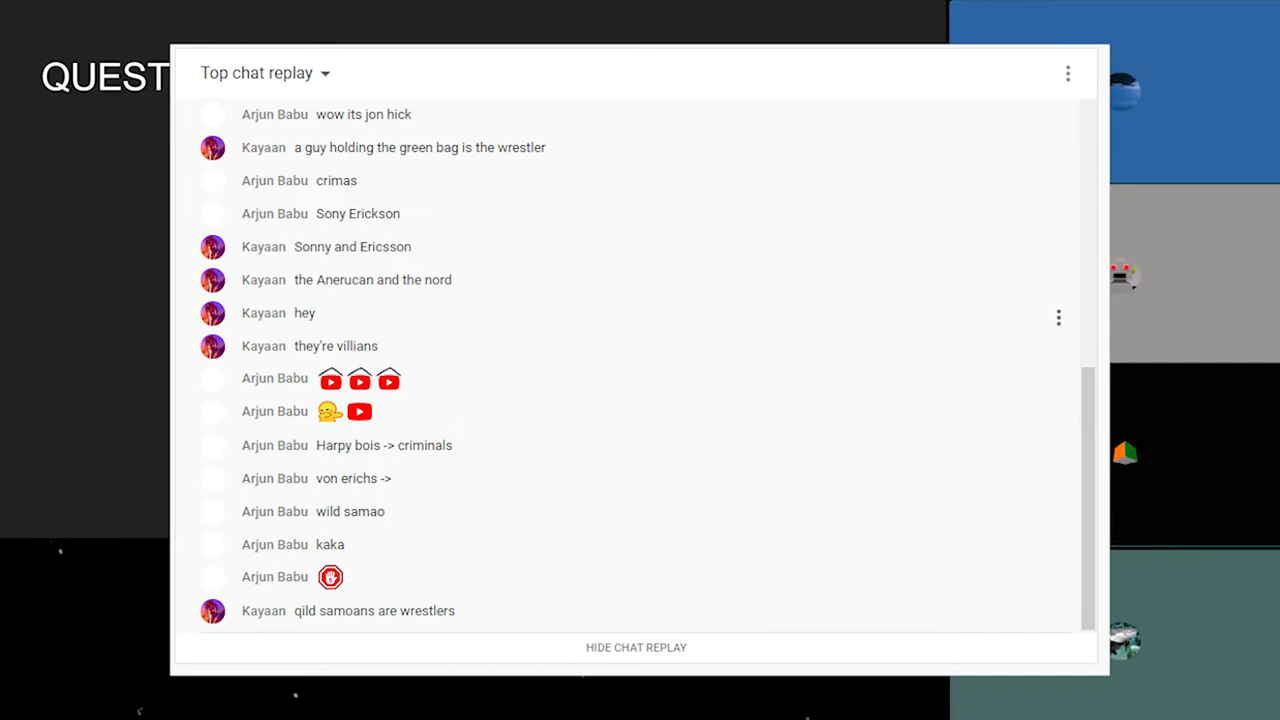 QUEST
Top chat replay
Arjun Babu wow its jon hick
Kayaan a guy holding the green bag is the wrestler
Arjun Babu crimas
Arjun Babu Sony Erickson
Kayaan Sonny and Ericsson
Kayaan the Anerucan and the nord
Kayaan hey
Kayaan they're villians
Arjun Babu
Arjun Babu
Arjun Babu Harpy bois -> criminals
Arjun Babu von erichs ->
Arjun Babu wild samao
Arjun Babu kaka
Arjun Babu
Kayaan qild samoans are wrestlers
HIDE CHAT REPLAY